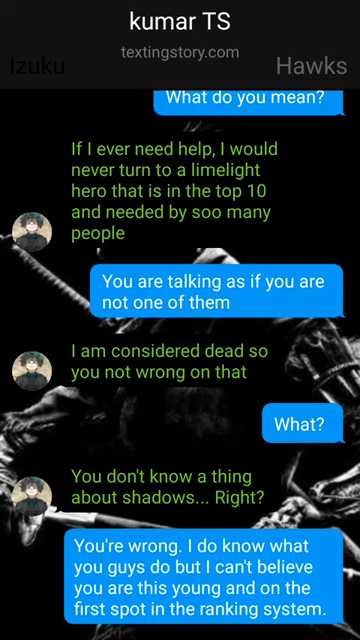 kumar TS
textingstory.com
Izuku
Hawks
What do you mean?
If I ever need help, I would
never turn to a limelight
hero that is in the top 10
and needed by soo many
people
You are talking as if you are
not one of them
I am considered dead so
you not wrong on that
What?
You don't know a thing
about shadows... Right?
You're wrong. I do know what
you guys do but I can't believe
you are this young and on the
first spot in the ranking system.